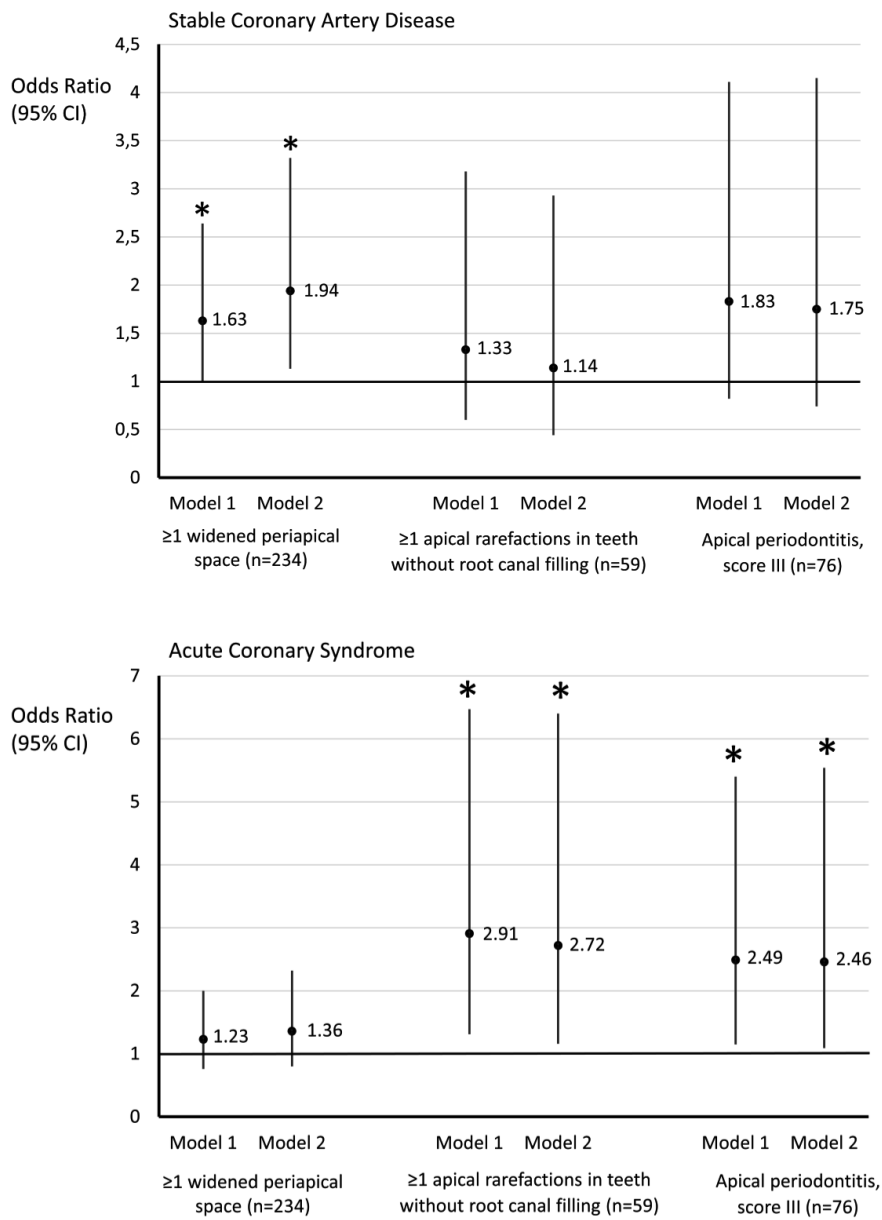 Stable Coronary Artery Disease
Odds Ratio
(95% CI)
4,5
4
3,5
3
2,5
2
1,5
1
0,5
0
*
*
1.63
1.94
1.33
1.14
1.83
1.75
Model 1 Model 2 Model 1 Model 2 Model 1 Model 2
≥1 widened periapical
space (n=234)
≥1 apical rarefactions in teeth
without root canal filling (n=59)
Apical periodontitis,
score III (n=76)
Acute Coronary Syndrome
Odds Ratio
(95% CI)
7
6
5
4
3
2
1
0
*
*
*
*
1.23
1.36
2.91
2.72
2.49
2.46
Model 1 Model 2 Model 1 Model 2 Model 1 Model 2
≥1 widened periapical
space (n=234)
≥1 apical rarefactions in teeth
without root canal filling (n=59)
Apical periodontitis,
score III (n=76)